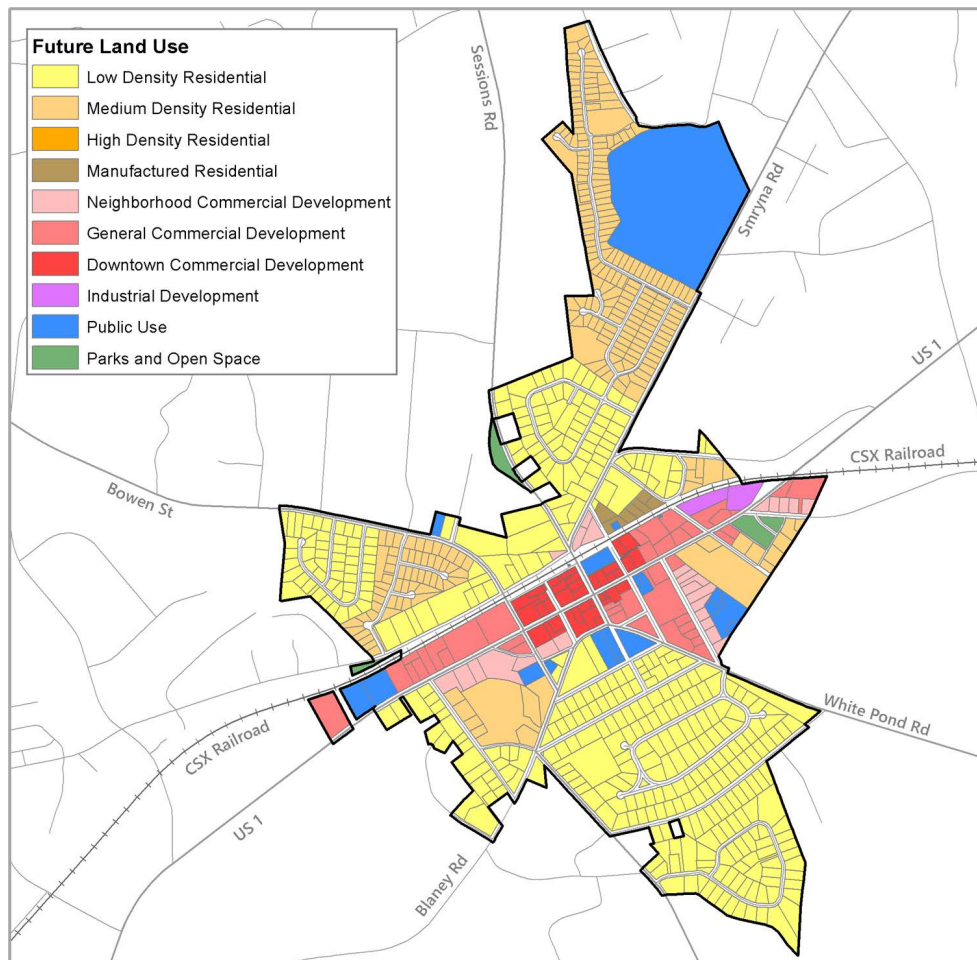 Future Land Use
Low Density Residential
Medium Density Residential
High Density Residential
Manufactured Residential
Neighborhood Commercial Development
General Commercial Development
Downtown Commercial Development
Industrial Development
Public Use
Parks and Open Space
Sessions Rd
Smryna Rd
US 1
CSX Railroad
Bowen St
White Pond Rd
CSX Railroad
US 1
Blaney Rd